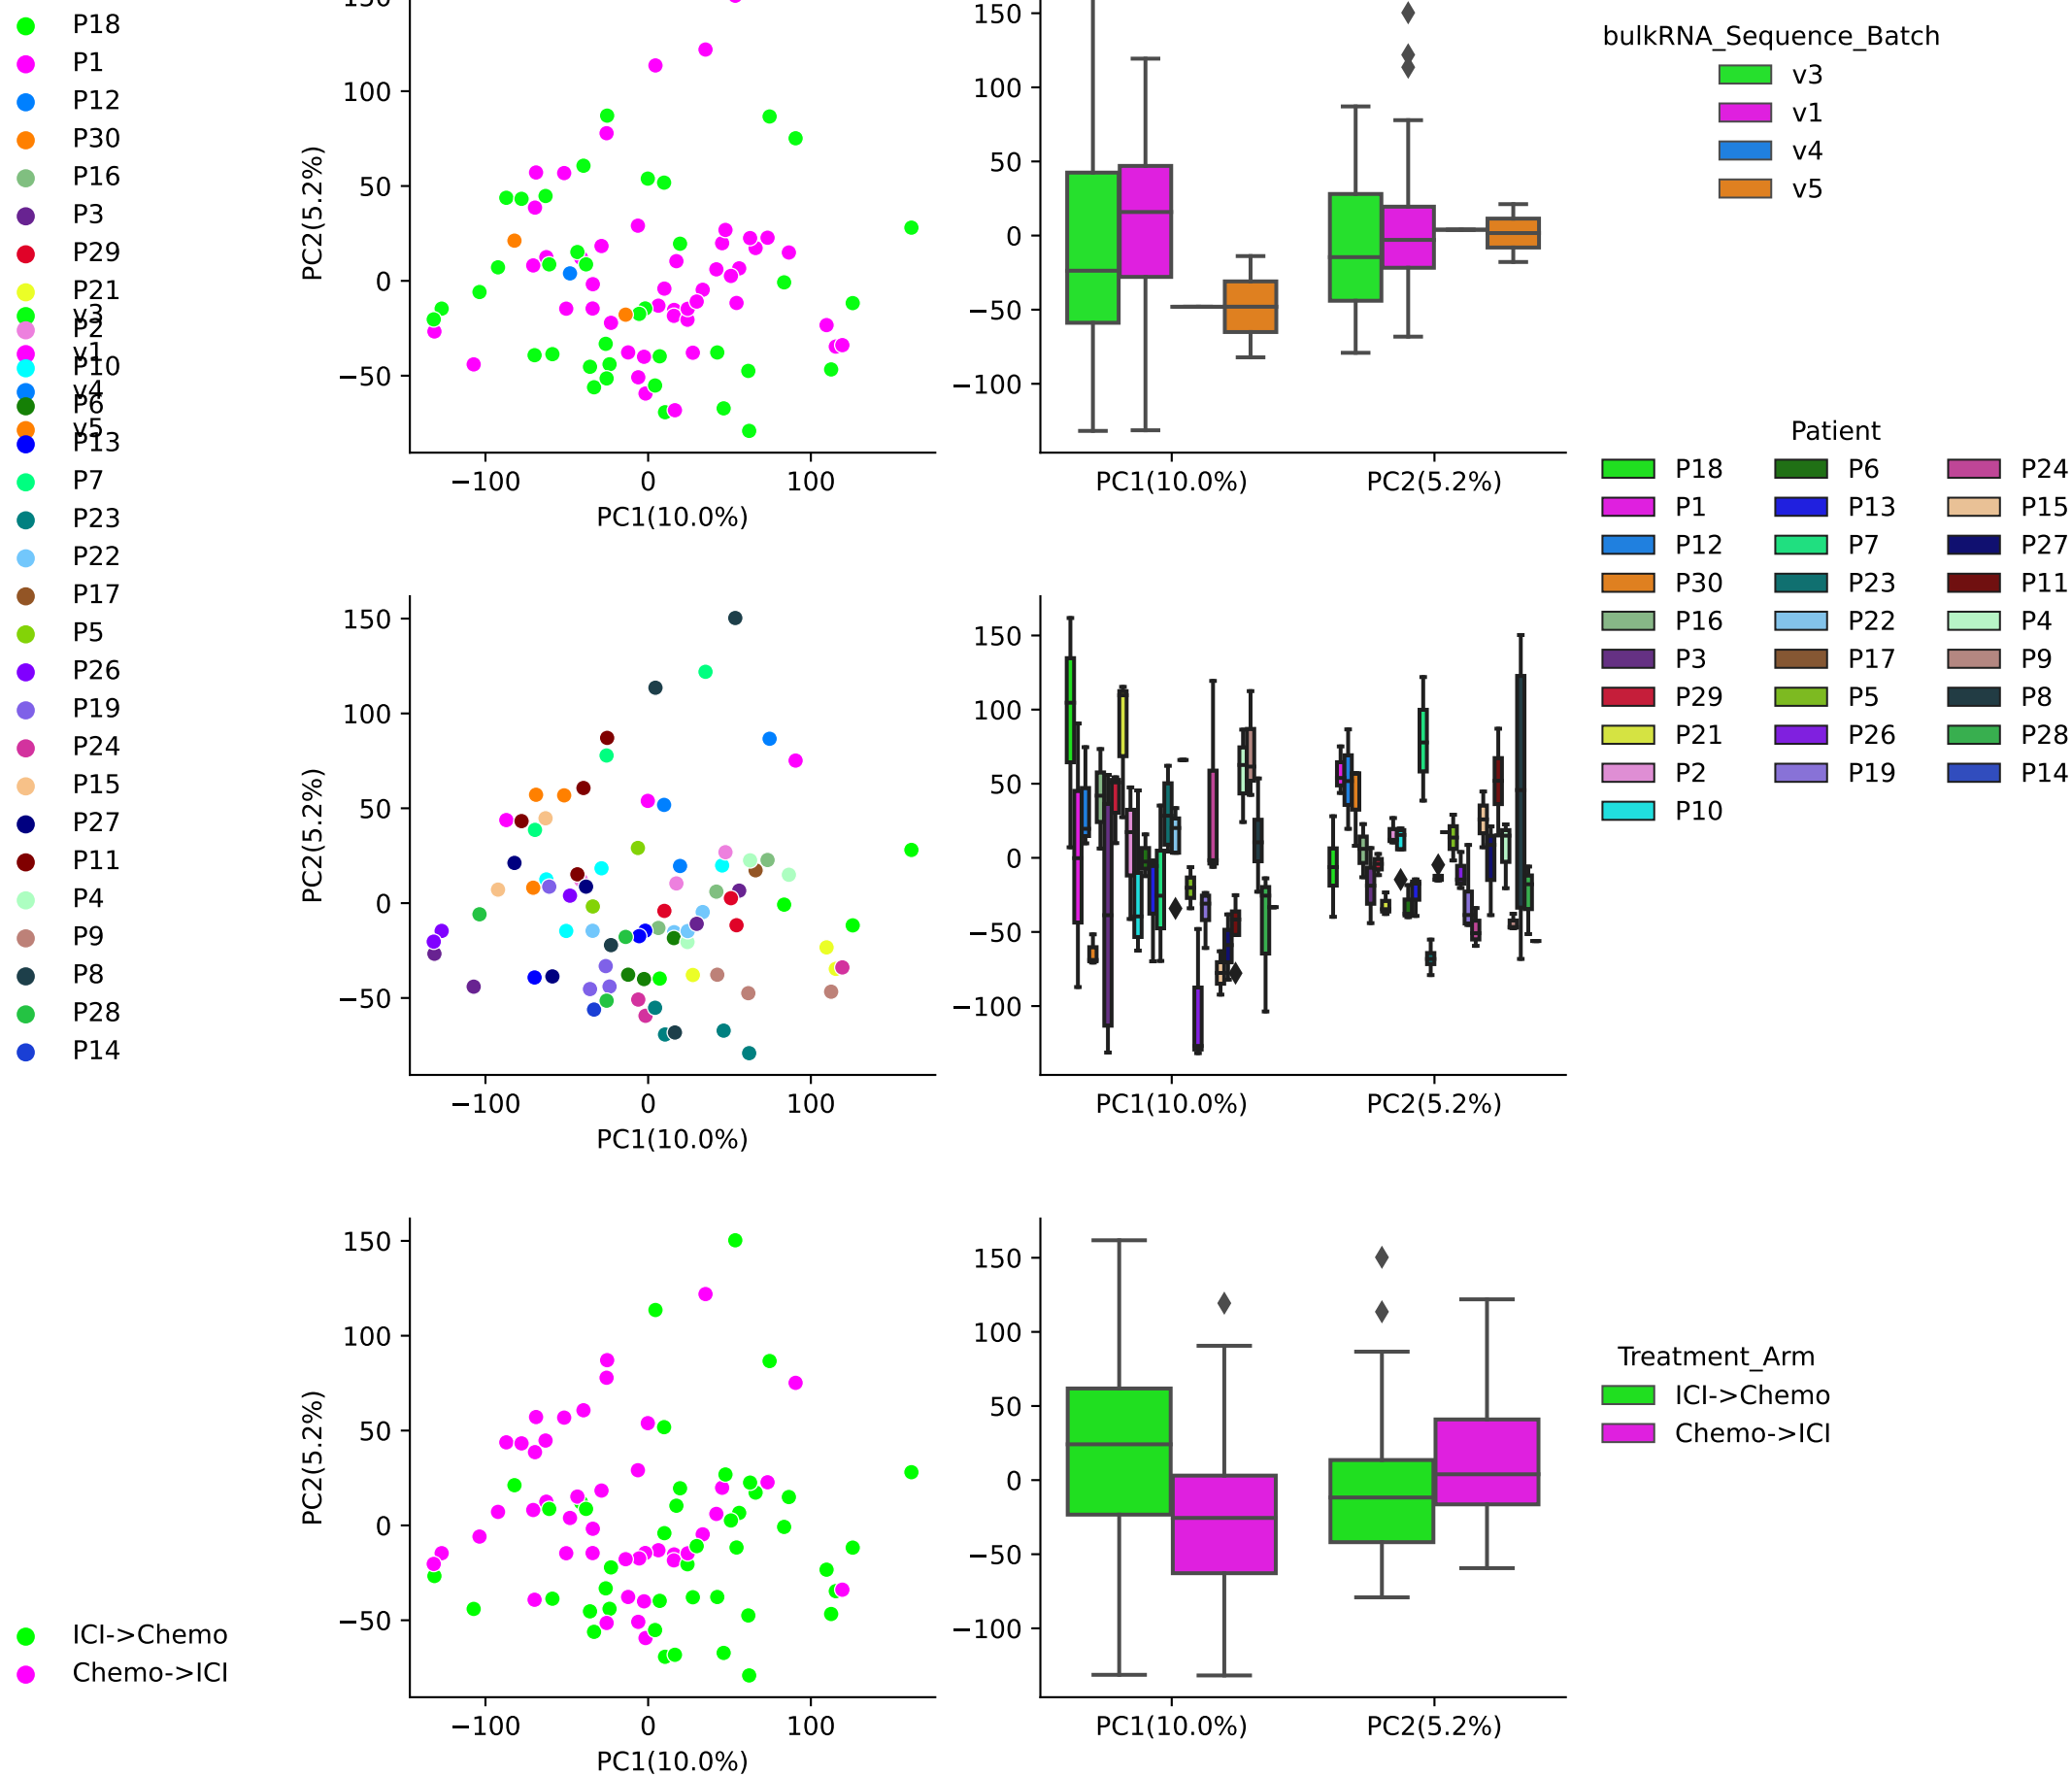 P18
P1
P12
P30
P16
P3
P29
P21
v3
P2
v1
P10
v4
P6
v5
P13
P7
P23
P22
P17
P5
P26
P19
P24
P15
P27
P11
P4
P9
P8
P28
P14
ICI->Chemo
Chemo->ICI
150
100
50
0
−50
PC2(5.2%)
−100 0 100
PC1(10.0%)
150
100
50
0
−50
−100
PC1(10.0%) PC2(5.2%)
bulkRNA_Sequence_Batch
v3
v1
v4
v5
150
100
50
0
−50
PC2(5.2%)
−100 0 100
PC1(10.0%)
150
100
50
0
−50
−100
PC1(10.0%) PC2(5.2%)
Patient
P18 P6 P24
P1 P13 P15
P12 P7 P27
P30 P23 P11
P16 P22 P4
P3 P17 P9
P29 P5 P8
P21 P26 P28
P2 P19 P14
P10
150
100
50
0
−50
PC2(5.2%)
−100 0 100
PC1(10.0%)
150
100
50
0
−50
−100
PC1(10.0%) PC2(5.2%)
Treatment_Arm
ICI->Chemo
Chemo->ICI